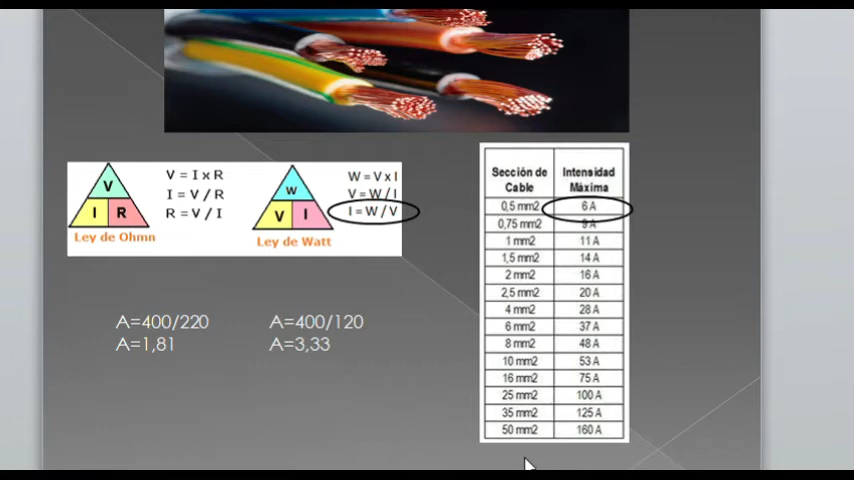 V
I
R
Ley de Ohmn
V = I x R
I = V / R
R = V / I
W
V
I
Ley de Watt
W = V x I
V = W / I
I = W / V
A=400/220
A=1,81
A=400/120
A=3,33
Sección de Cable Intensidad Máxima
0,5 mm2 6 A
0,75 mm2 9 A
1 mm2 11 A
1,5 mm2 14 A
2 mm2 16 A
2,5 mm2 20 A
4 mm2 28 A
6 mm2 37 A
8 mm2 48 A
10 mm2 53 A
16 mm2 75 A
25 mm2 100 A
35 mm2 125 A
50 mm2 160 A